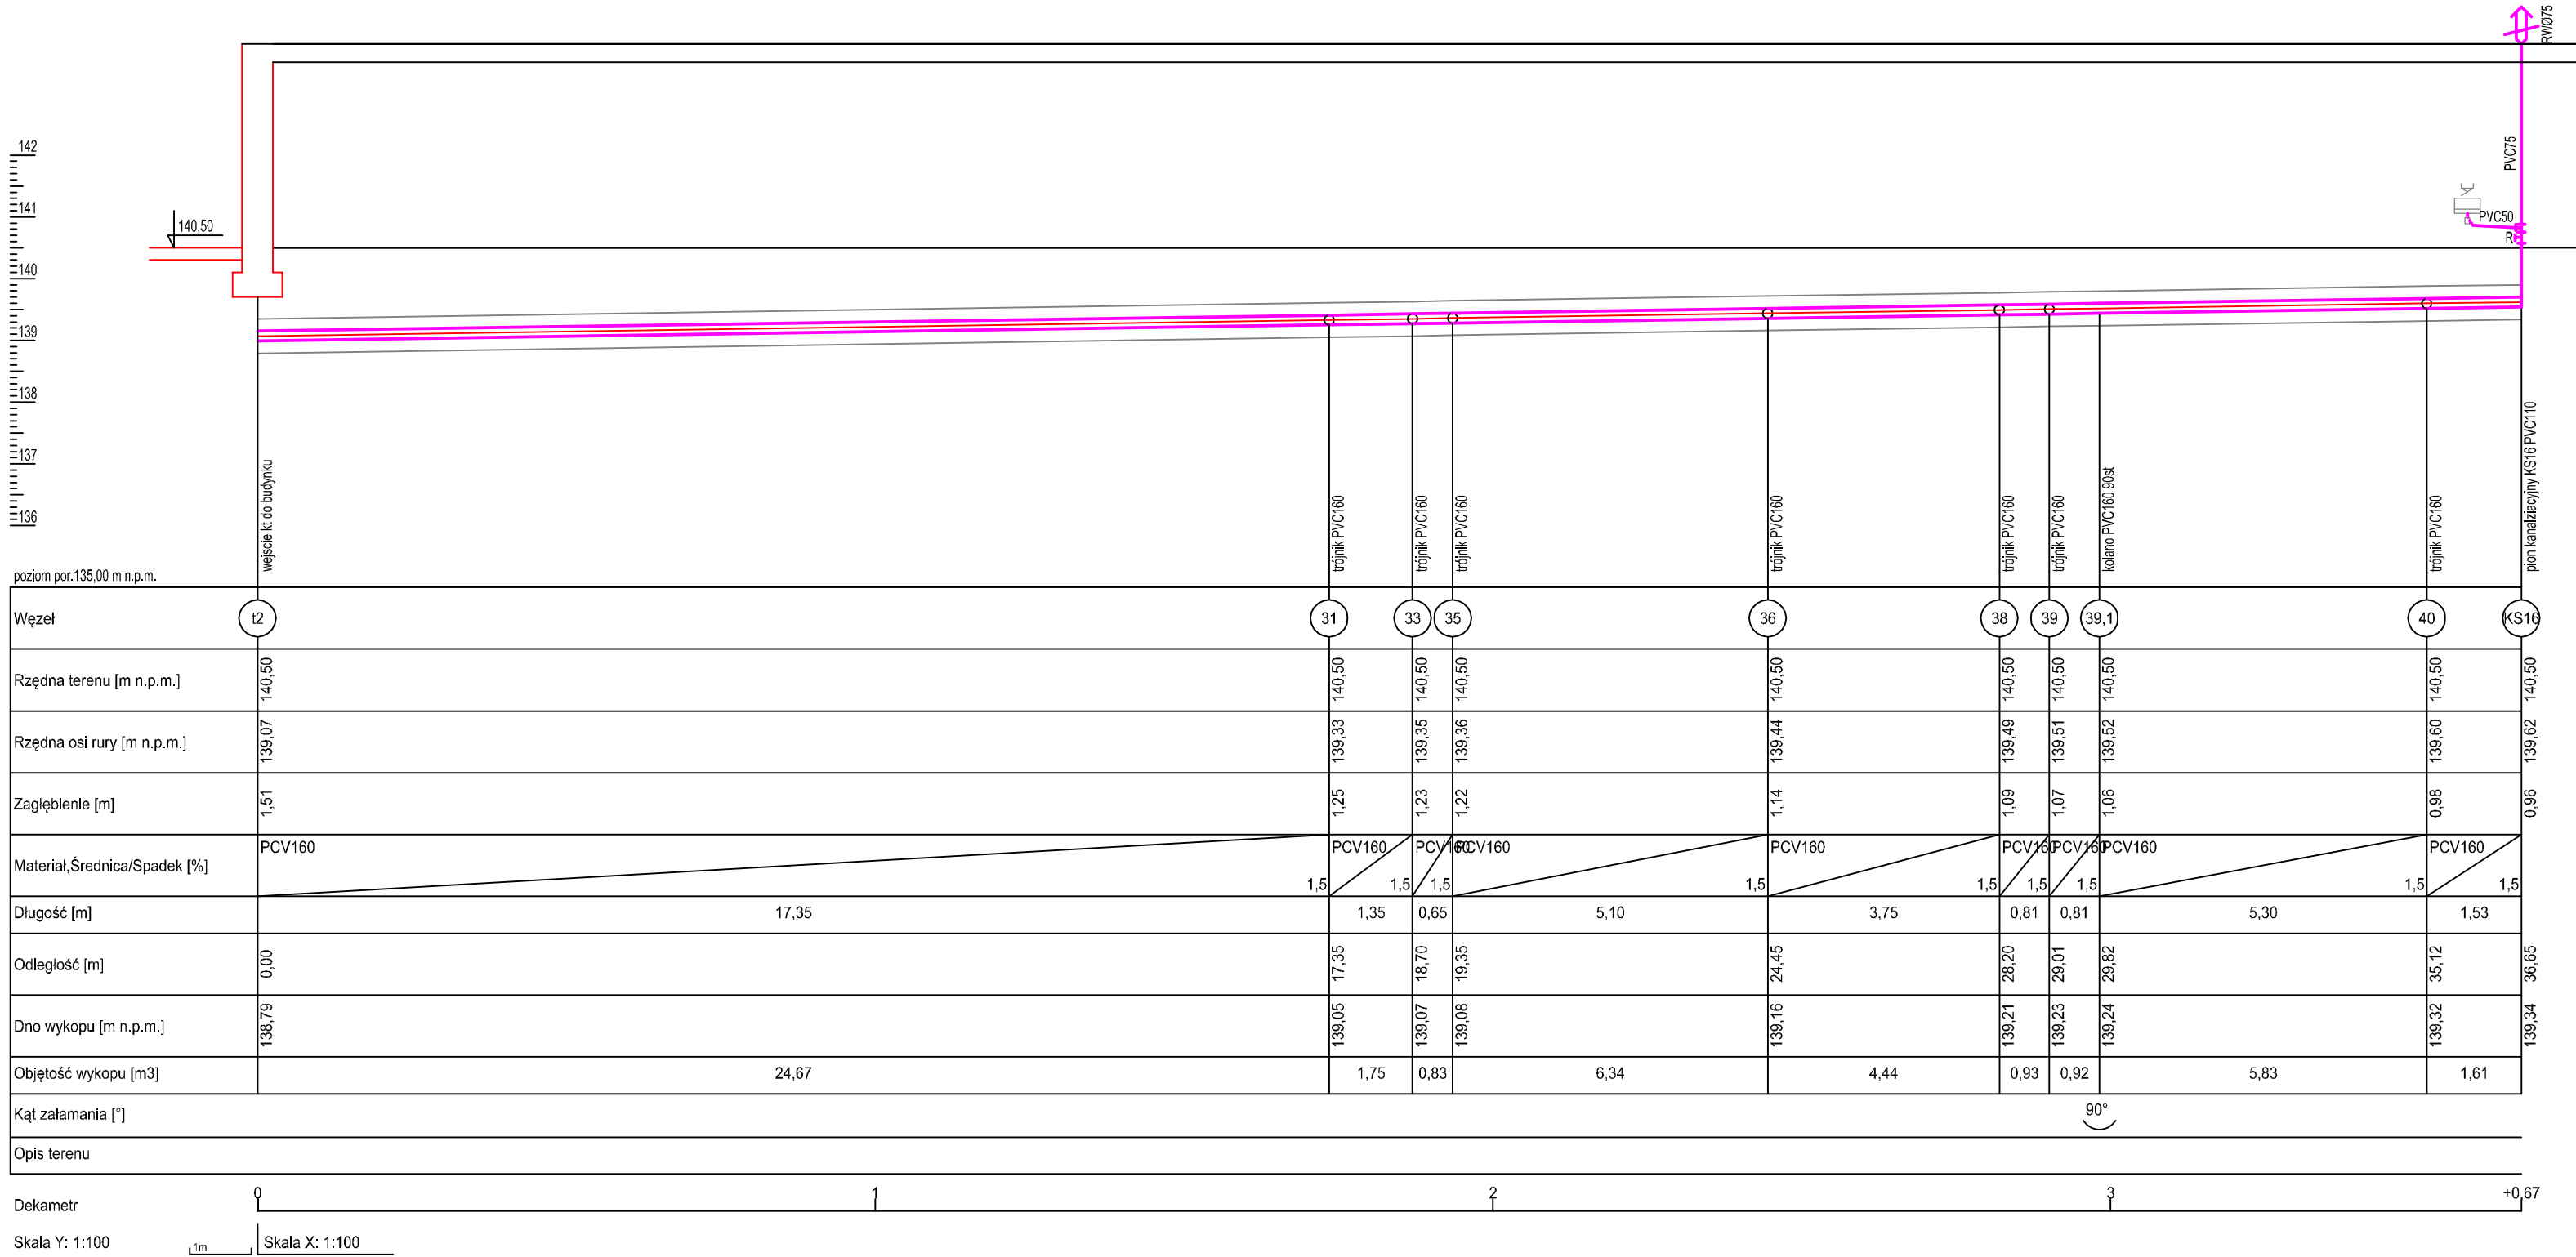 RWØ75
142
PVC75
141
140,50
PVC50
R
140
139
138
137
136
wejscie kt do budynku
trójnik PVC160
trójnik PVC160
trójnik PVC160
trójnik PVC160
trójnik PVC160
trójnik PVC160
kolano PVC160 90st
trójnik PVC160
pion kanalziacyjny KS16 PVC110
poziom por.135,00 m n.p.m.
Węzeł t2 31 33 35 36 38 39 39,1 40 KS16
Rzędna terenu [m n.p.m.] 140,50 140,50 140,50 140,50 140,50 140,50 140,50 140,50 140,50 140,50
Rzędna osi rury [m n.p.m.] 139,07 139,33 139,35 139,36 139,44 139,49 139,51 139,52 139,60 139,62
Zagłębienie [m] 1,51 1,25 1,23 1,22 1,14 1,09 1,07 1,06 0,98 0,96
PCV160 PCV160 PCV160 PCV160 PCV160 PCV160 PCV160 PCV160 PCV160
Materiał,Średnica/Spadek [%]
1,5 1,5 1,5 1,5 1,5 1,5 1,5 1,5 1,5
Długość [m] 17,35 1,35 0,65 5,10 3,75 0,81 0,81 5,30 1,53
Odległość [m] 0,00 17,35 18,70 19,35 24,45 28,20 29,01 29,82 35,12 36,65
Dno wykopu [m n.p.m.] 138,79 139,05 139,07 139,08 139,16 139,21 139,23 139,24 139,32 139,34
Objętość wykopu [m3] 24,67 1,75 0,83 6,34 4,44 0,93 0,92 5,83 1,61
Kąt załamania [°] 90°
Opis terenu
Dekametr 0 1 2 3 +0,67
Skala Y: 1:100 1m Skala X: 1:100